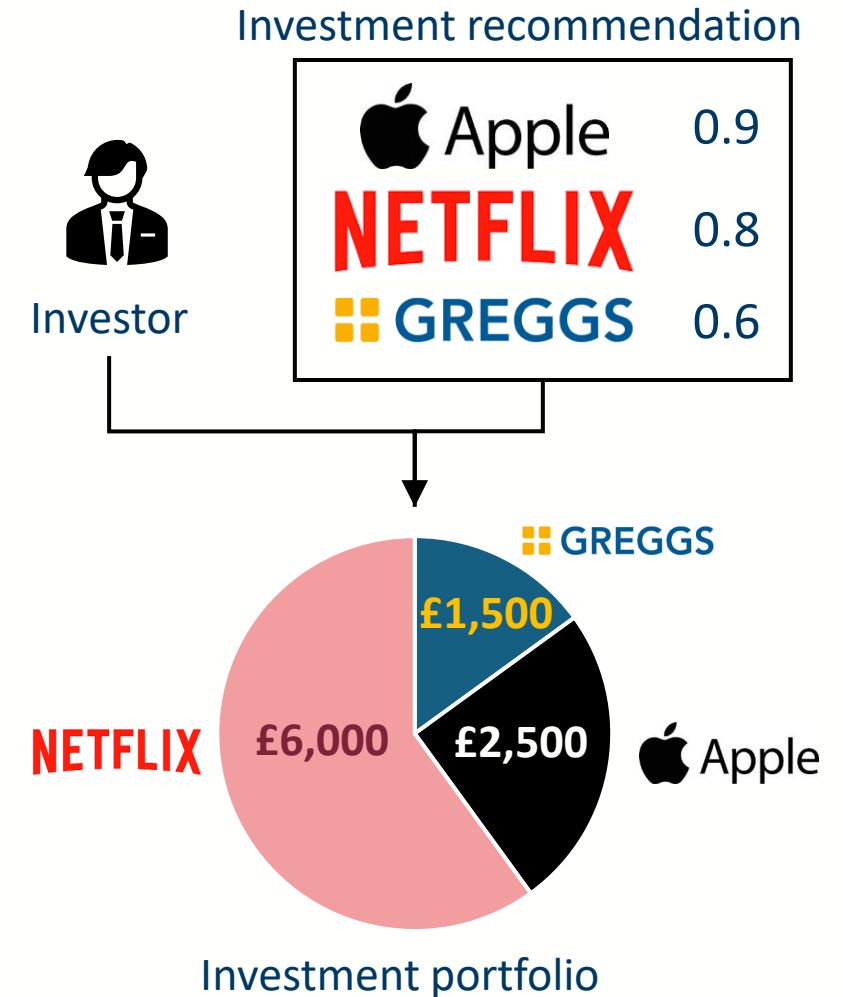 Investment recommendation
Apple 0.9
NETFLIX 0.8
GREGGS 0.6
Investor
GREGGS
£1,500
NETFLIX £6,000 £2,500 Apple
Investment portfolio